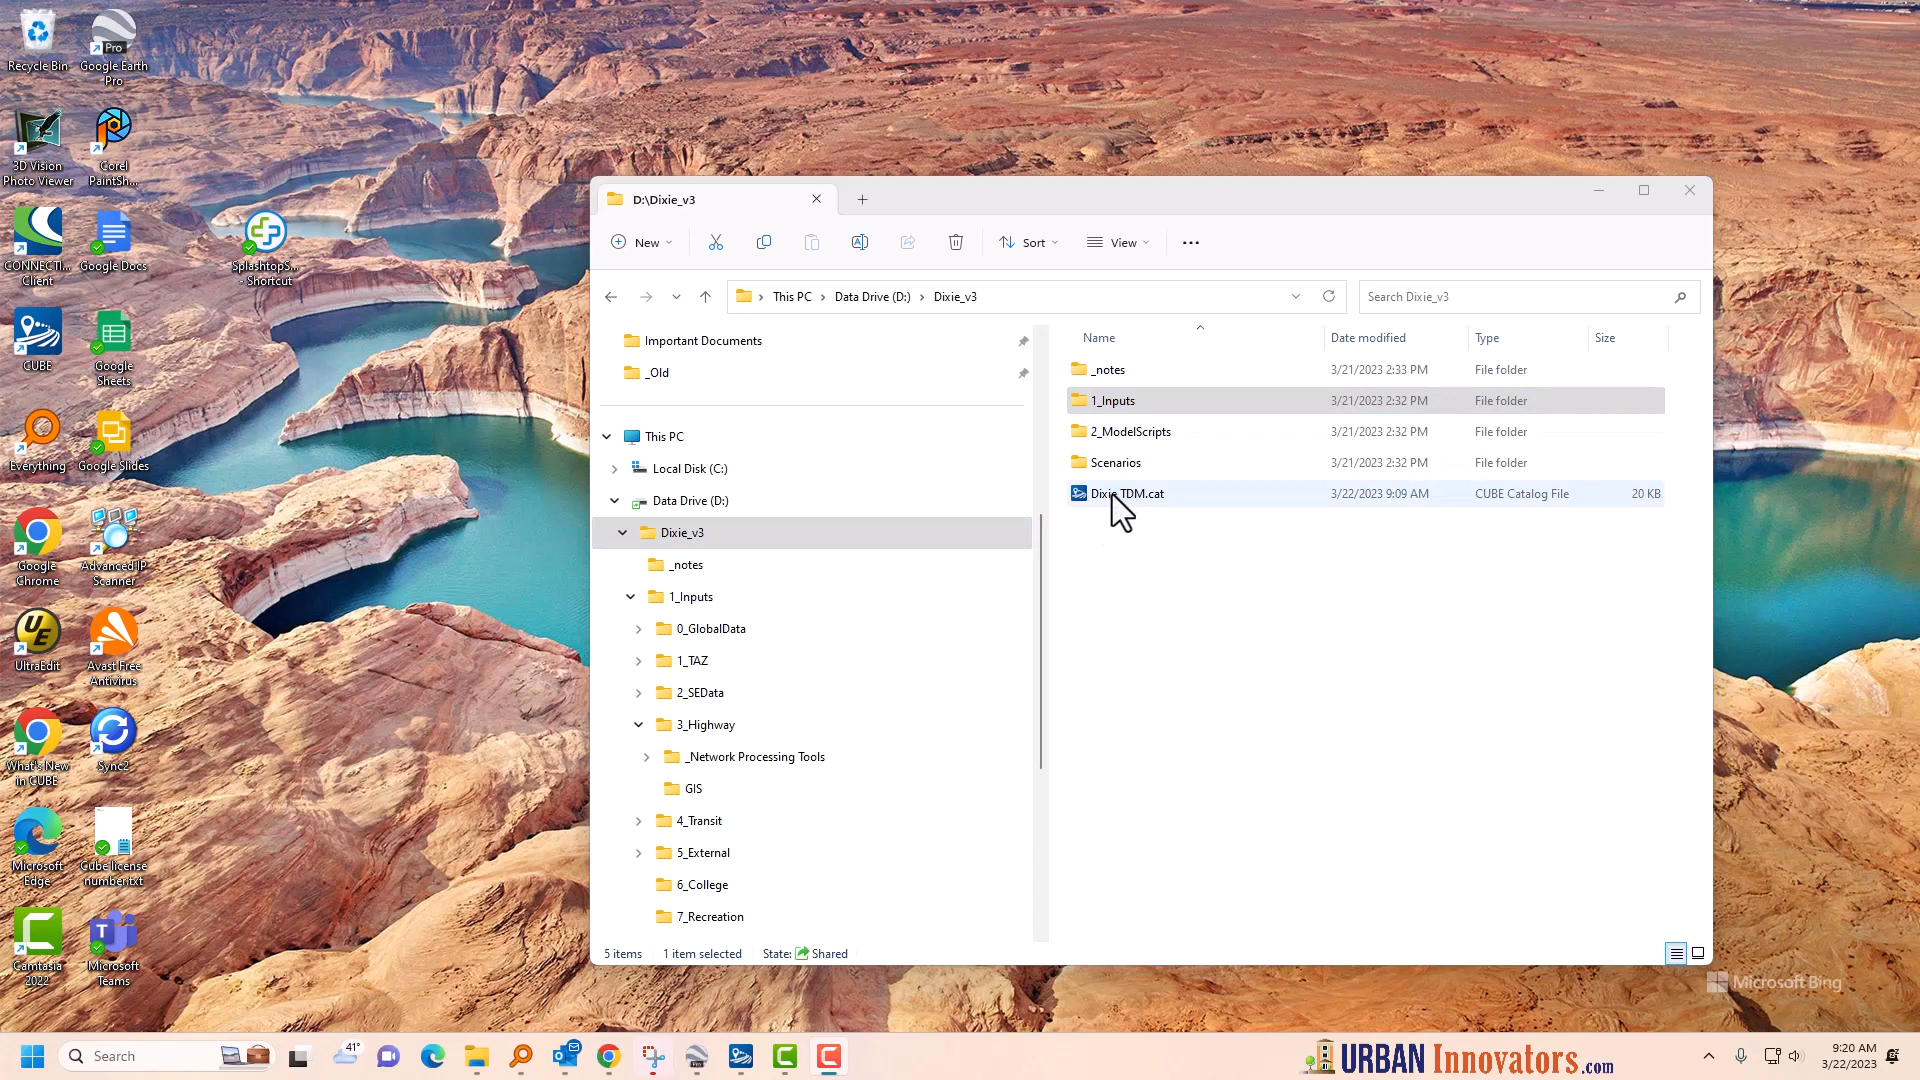 Recycle Bin
Google Earth
Pro
3D Vision
Photo Viewer
Corel
PaintSh...
CONNECTI...
Client
Google Docs
SplashtopS...
- Shortcut
CUBE
Google
Sheets
Everything
Google Slides
Google
Chrome
Advanced IP
Scanner
UltraEdit
Avast Free
Antivirus
What's New
in CUBE
Sync2
Microsoft
Edge
Cube license
number.txt
Camtasia
2022
Microsoft
Teams
D:\Dixie_v3
New
Sort
View
This PC > Data Drive (D:) > Dixie_v3
Search Dixie_v3
Important Documents
_Old
This PC
Local Disk (C:)
Data Drive (D:)
Dixie_v3
_notes
1_Inputs
0_GlobalData
1_TAZ
2_SEData
3_Highway
_Network Processing Tools
GIS
4_Transit
5_External
6_College
7_Recreation
Name Date modified Type Size
_notes 3/21/2023 2:33 PM File folder
1_Inputs 3/21/2023 2:32 PM File folder
2_ModelScripts 3/21/2023 2:32 PM File folder
Scenarios 3/21/2023 2:32 PM File folder
Dixie_TDM.cat 3/22/2023 9:09 AM CUBE Catalog File 20 KB
5 items 1 item selected State: Shared
Microsoft Bing
Search
41°
URBAN Innovators.com
9:20 AM
3/22/2023